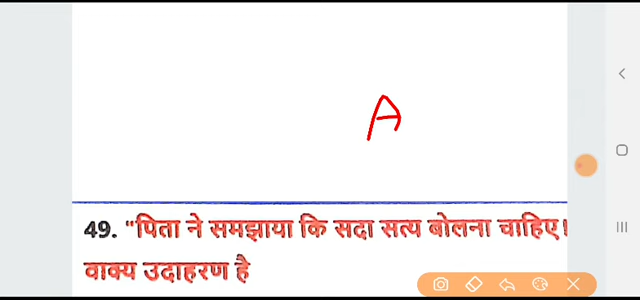 A
49. "पिता ने समझाया कि सदा सत्य बोलना चाहिए।
वाक्य उदाहरण है